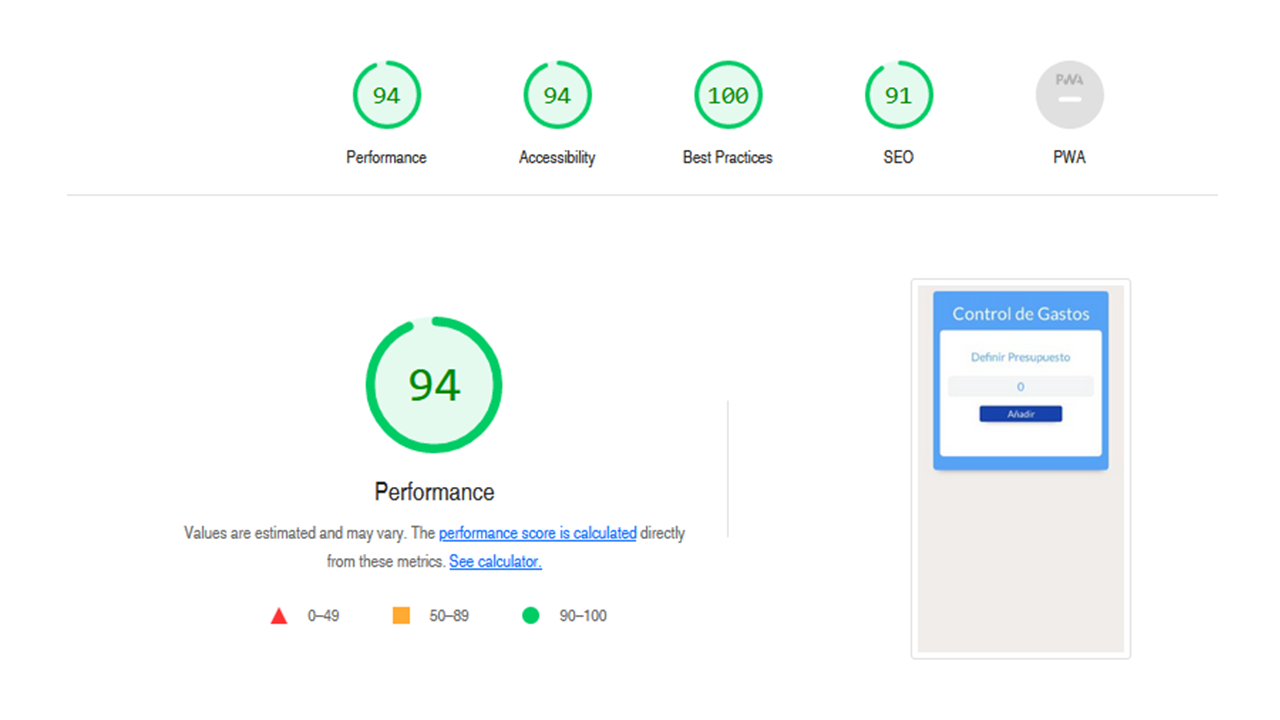 94
94
100
91
PWA
Performance
Accessibility
Best Practices
SEO
PWA
94
Performance
Values are estimated and may vary. The performance score is calculated directly
from these metrics. See calculator.
0–49
50–89
90–100
Control de Gastos
Definir Presupuesto
0
Añadir